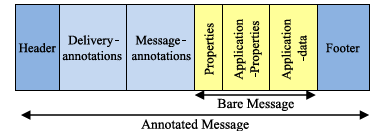 Header
Delivery-
annotations
Message-
annotations
Properties
Application
-Properties
Application
-data
Footer
Bare Message
Annotated Message